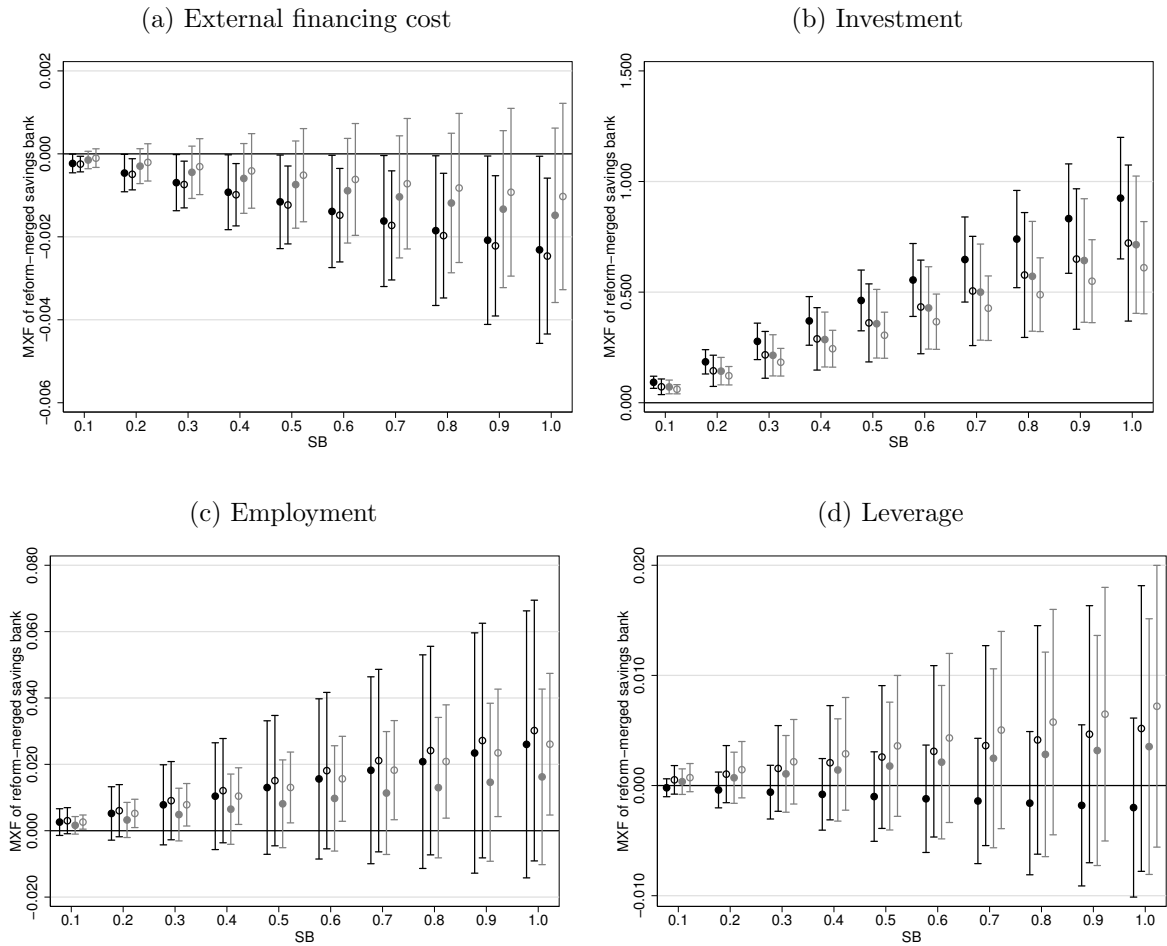 (a) External financing cost
MXF of reform−merged savings bank
0.002
0.000
−0.002
−0.004
−0.006
0.1 0.2 0.3 0.4 0.5 0.6 0.7 0.8 0.9 1.0
SB
(b) Investment
MXF of reform−merged savings bank
1.500
1.000
0.500
0.000
0.1 0.2 0.3 0.4 0.5 0.6 0.7 0.8 0.9 1.0
SB
(c) Employment
MXF of reform−merged savings bank
0.080
0.060
0.040
0.020
0.000
−0.020
0.1 0.2 0.3 0.4 0.5 0.6 0.7 0.8 0.9 1.0
SB
(d) Leverage
MXF of reform−merged savings bank
0.020
0.010
0.000
−0.010
0.1 0.2 0.3 0.4 0.5 0.6 0.7 0.8 0.9 1.0
SB